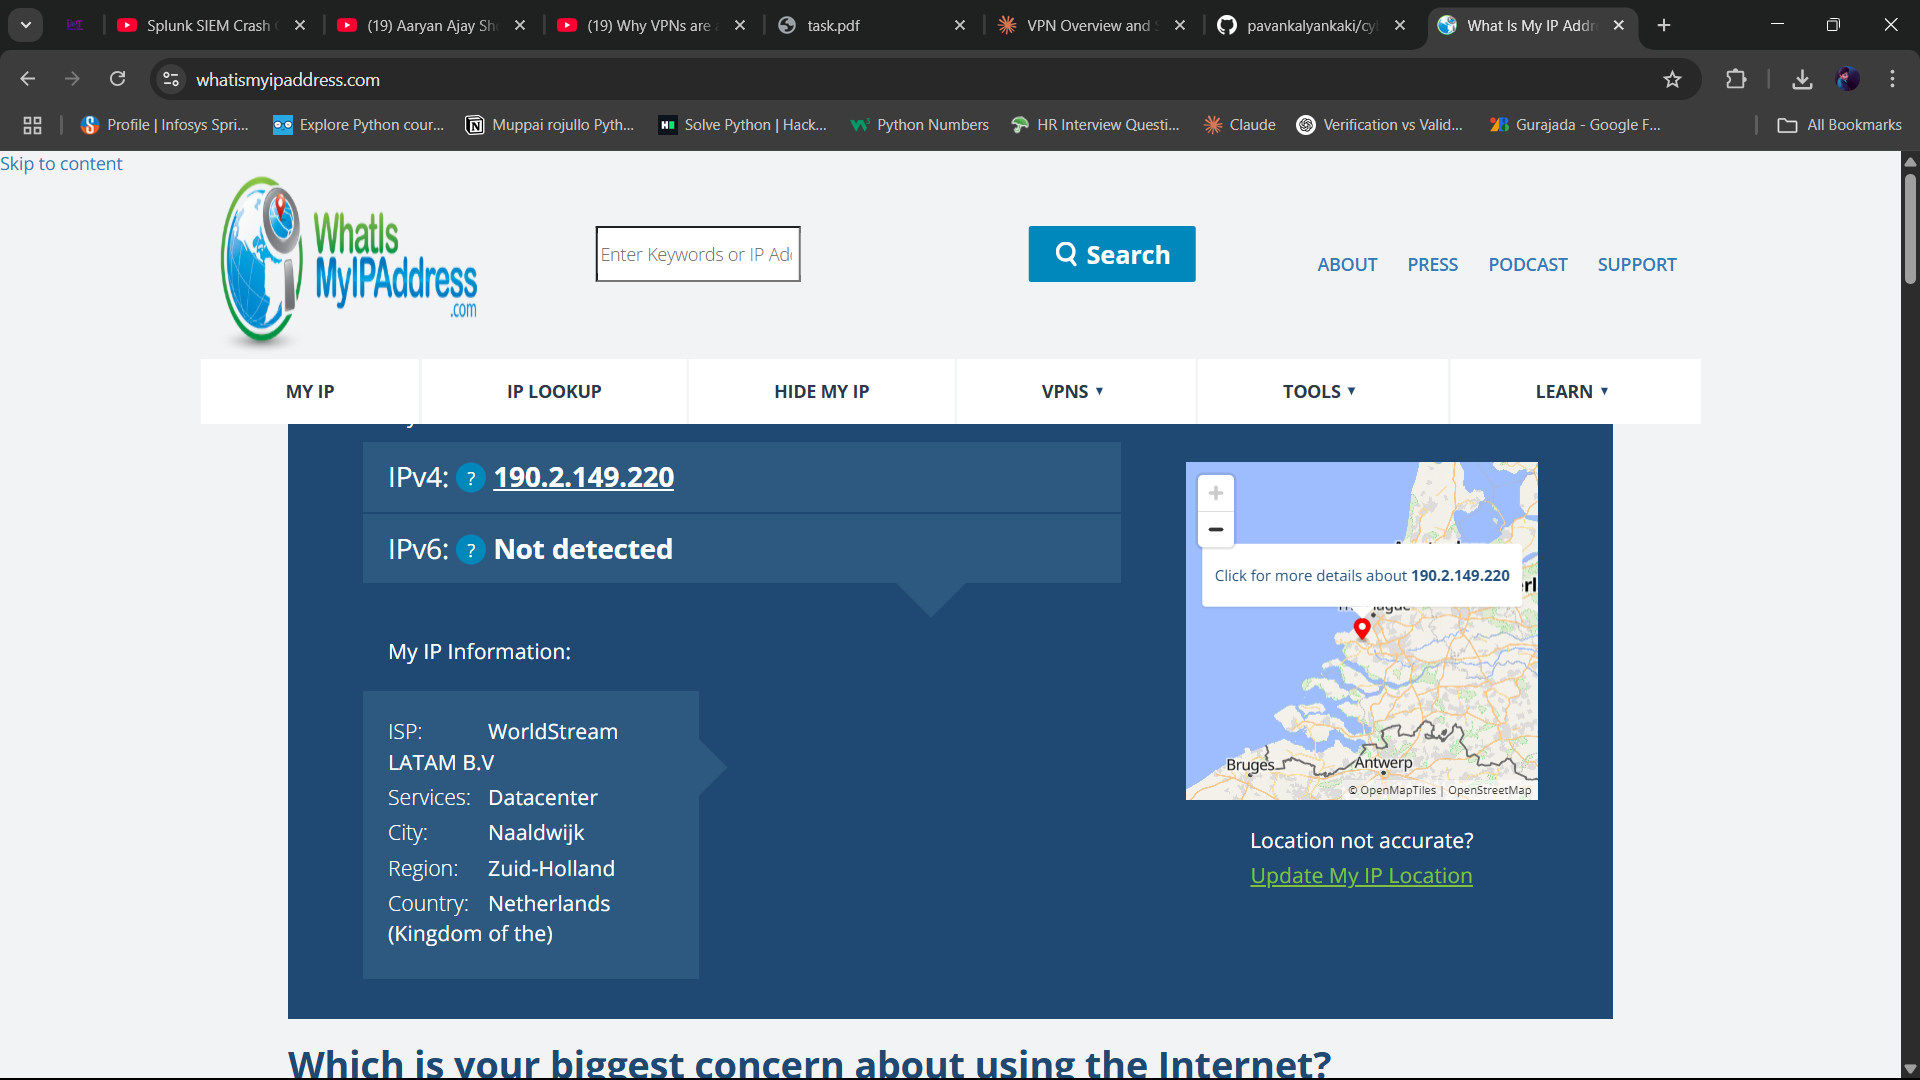 Splunk SIEM Crash
(19) Aaryan Ajay Sh
(19) Why VPNs are a
task.pdf
VPN Overview and
pavankalyankaki/cy
What Is My IP Addr
whatismyipaddress.com
Profile | Infosys Spri...
Explore Python cour...
Muppai rojullo Pyth...
Solve Python | Hack...
Python Numbers
HR Interview Questi...
Claude
Verification vs Valid...
Gurajada - Google F...
All Bookmarks
Skip to content
WhatIs
MyIPAddress
.com
Enter Keywords or IP Ad
Search
ABOUT
PRESS
PODCAST
SUPPORT
MY IP
IP LOOKUP
HIDE MY IP
VPNS
TOOLS
LEARN
IPv4: ? 190.2.149.220
IPv6: ? Not detected
Click for more details about 190.2.149.220
My IP Information:
ISP: WorldStream
LATAM B.V
Services: Datacenter
City: Naaldwijk
Region: Zuid-Holland
Country: Netherlands
(Kingdom of the)
Bruges
Antwerp
© OpenMapTiles | OpenStreetMap
Location not accurate?
Update My IP Location
Which is your biggest concern about using the Internet?